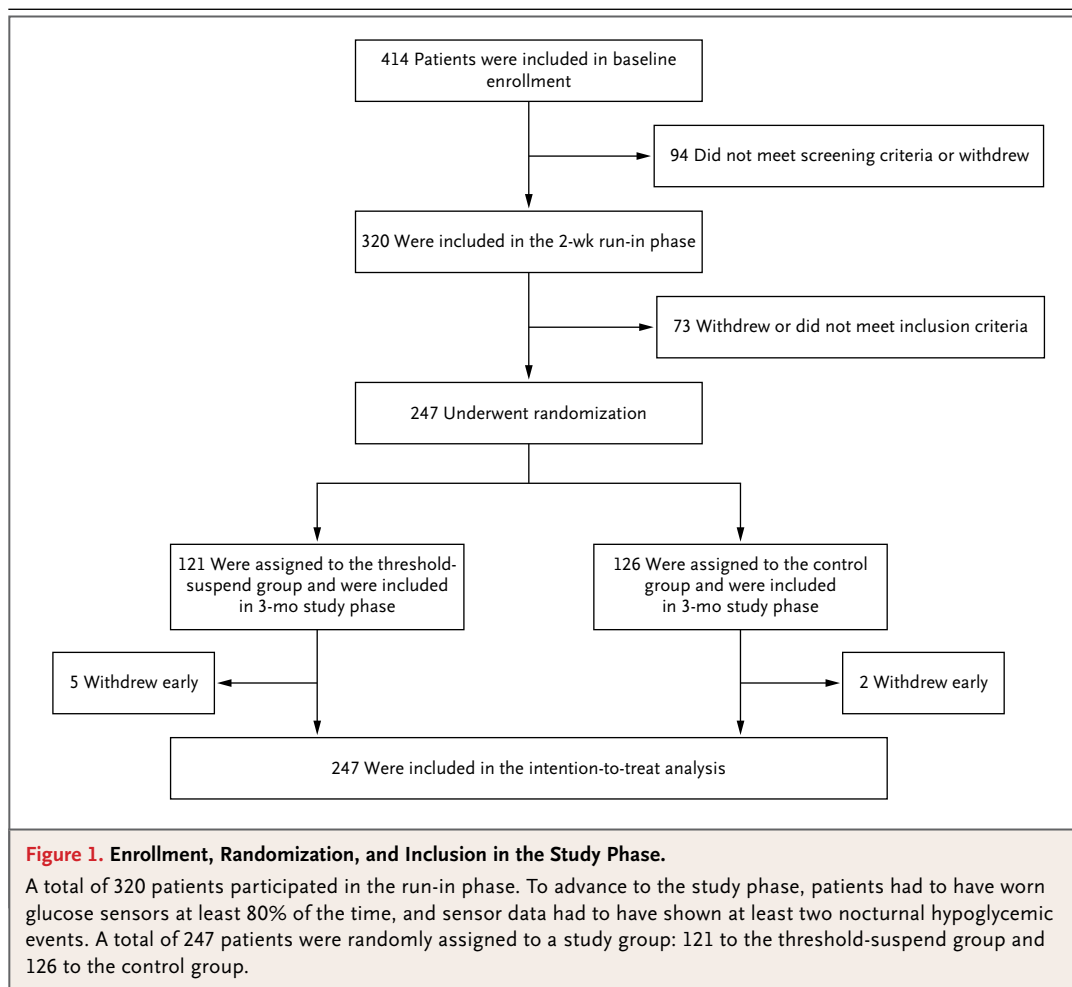 414 Patients were included in baseline
enrollment
94 Did not meet screening criteria or withdrew
320 Were included in the 2-wk run-in phase
73 Withdrew or did not meet inclusion criteria
247 Underwent randomization
121 Were assigned to the threshold-
suspend group and were included
in 3-mo study phase
126 Were assigned to the control
group and were included
in 3-mo study phase
5 Withdrew early
2 Withdrew early
247 Were included in the intention-to-treat analysis
Figure 1. Enrollment, Randomization, and Inclusion in the Study Phase.
A total of 320 patients participated in the run-in phase. To advance to the study phase, patients had to have worn
glucose sensors at least 80% of the time, and sensor data had to have shown at least two nocturnal hypoglycemic
events. A total of 247 patients were randomly assigned to a study group: 121 to the threshold-suspend group and
126 to the control group.